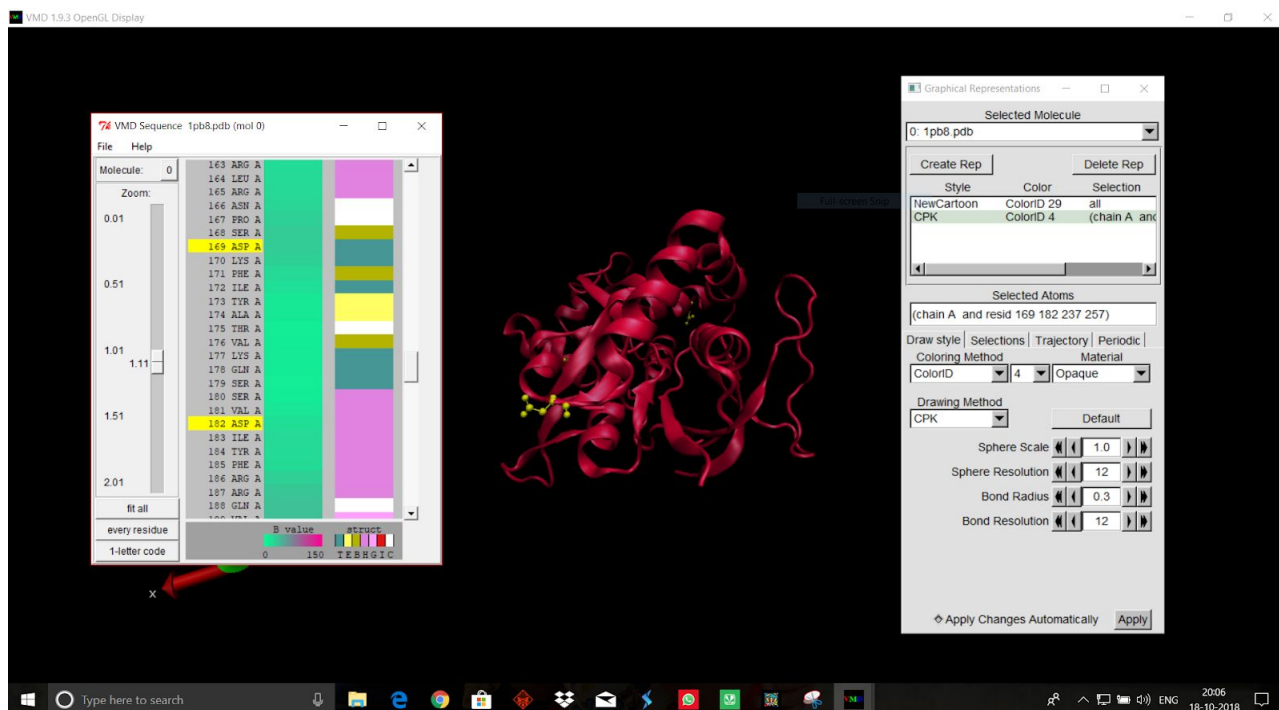 VMD 1.9.3 OpenGL Display
VMD Sequence 1pb8.pdb (mol 0)
File Help
Molecule: 0
Zoom:
0.01
0.51
1.01
1.11
1.51
2.01
fit all
every residue
1-letter code
163 ARG A
164 LEU A
165 ARG A
166 ASN A
167 PRO A
168 SER A
169 ASP A
170 LYS A
171 PHE A
172 ILE A
173 TYR A
174 ALA A
175 THR A
176 VAL A
177 LYS A
178 GLN A
179 SER A
180 SER A
181 VAL A
182 ASP A
183 ILE A
184 TYR A
185 PHE A
186 ARG A
187 ARG A
188 GLN A
B value struct
0 150 T E B H G I C
x
Full-screen Snip
Graphical Representations
Selected Molecule
0: 1pb8.pdb
Create Rep Delete Rep
Style Color Selection
NewCartoon ColorID 29 all
CPK ColorID 4 (chain A and
Selected Atoms
(chain A and resid 169 182 237 257)
Draw style Selections Trajectory Periodic
Coloring Method Material
ColorID 4 Opaque
Drawing Method
CPK Default
Sphere Scale 1.0
Sphere Resolution 12
Bond Radius 0.3
Bond Resolution 12
Apply Changes Automatically Apply
Type here to search
ENG
20:06
18-10-2018